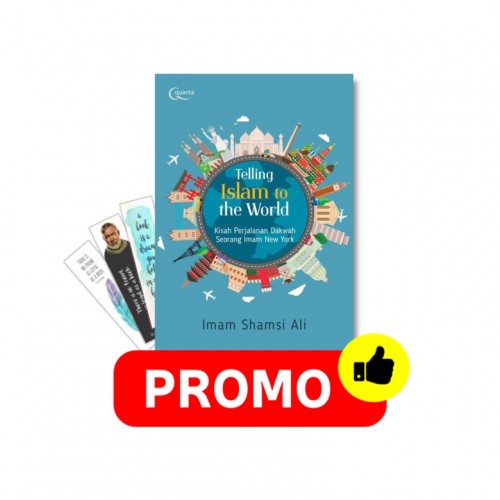 quanta
Telling
Islam to
the World
Kisah Perjalanan Dakwah
Seorang Imam New York
Imam Shamsi Ali
PROMO